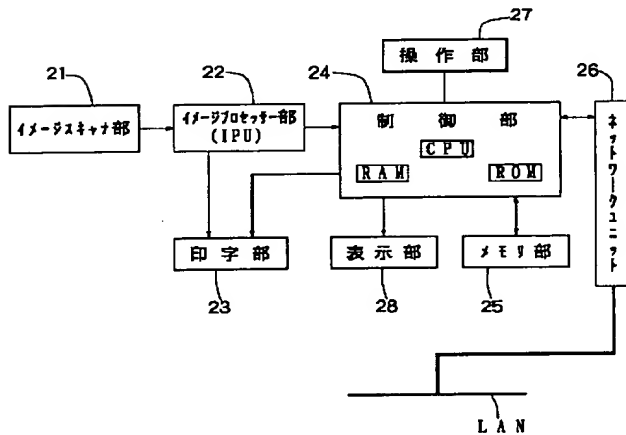 27
操作部
21
22
24
26
イメージスキャナ部
イメージプロセッサー部
(IPU)
制御部
CPU
RAM
ROM
ネットワークユニット
印字部
表示部
メモリ部
23
28
25
LAN